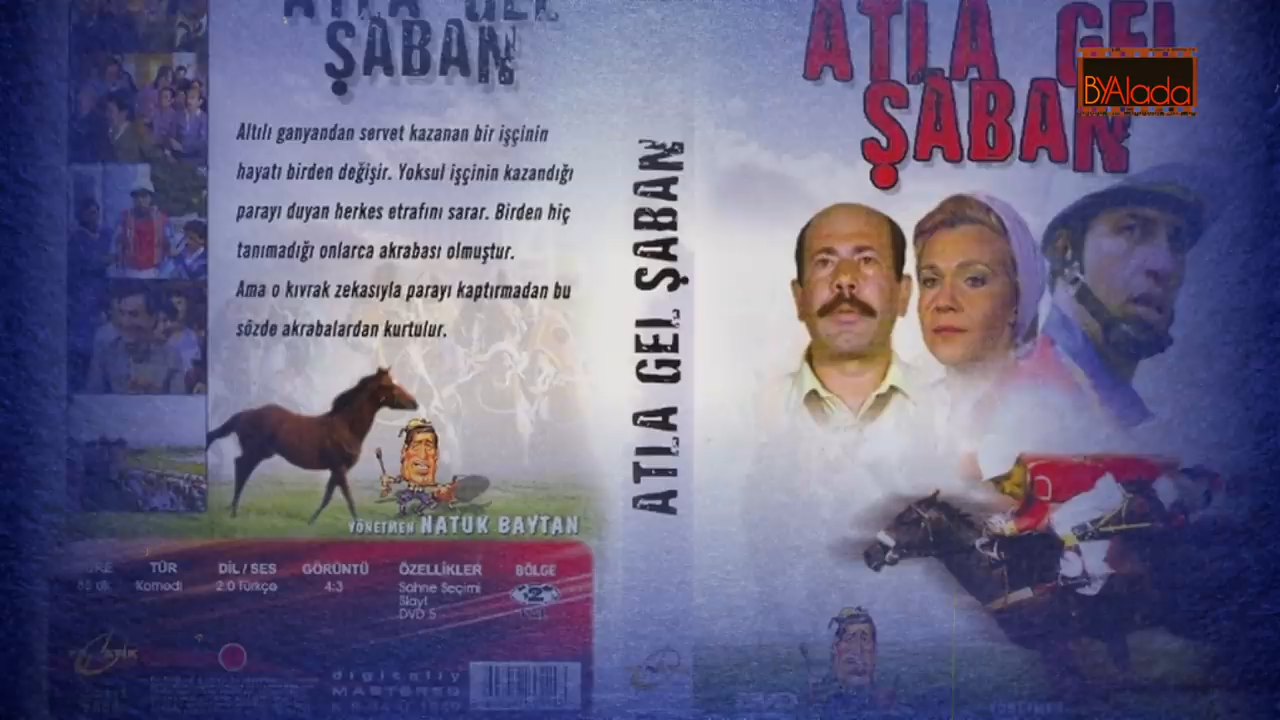 ATLA GEL
ŞABAN
Altılı ganyandan servet kazanan bir işçinin
hayatı birden değişir. Yoksul işçinin kazandığı
parayı duyan herkes etrafını sarar. Birden hiç
tanımadığı onlarca akrabası olmuştur.
Ama o kıvrak zekasıyla parayı kaptırmadan bu
sözde akrabalardan kurtulur.
YÖNETMEN NATUK BAYTAN
TÜR DİL / SES GÖRÜNTÜ ÖZELLİKLER BÖLGE
Komedi 2.0 Türkçe 4:3 Sahne Seçimi 2
Slayt
DVD 5
digitally
MASTERED
ATLA GEL ŞABAN
ATLA GEL
ŞABAN
BYAlada
YÖNETMEN